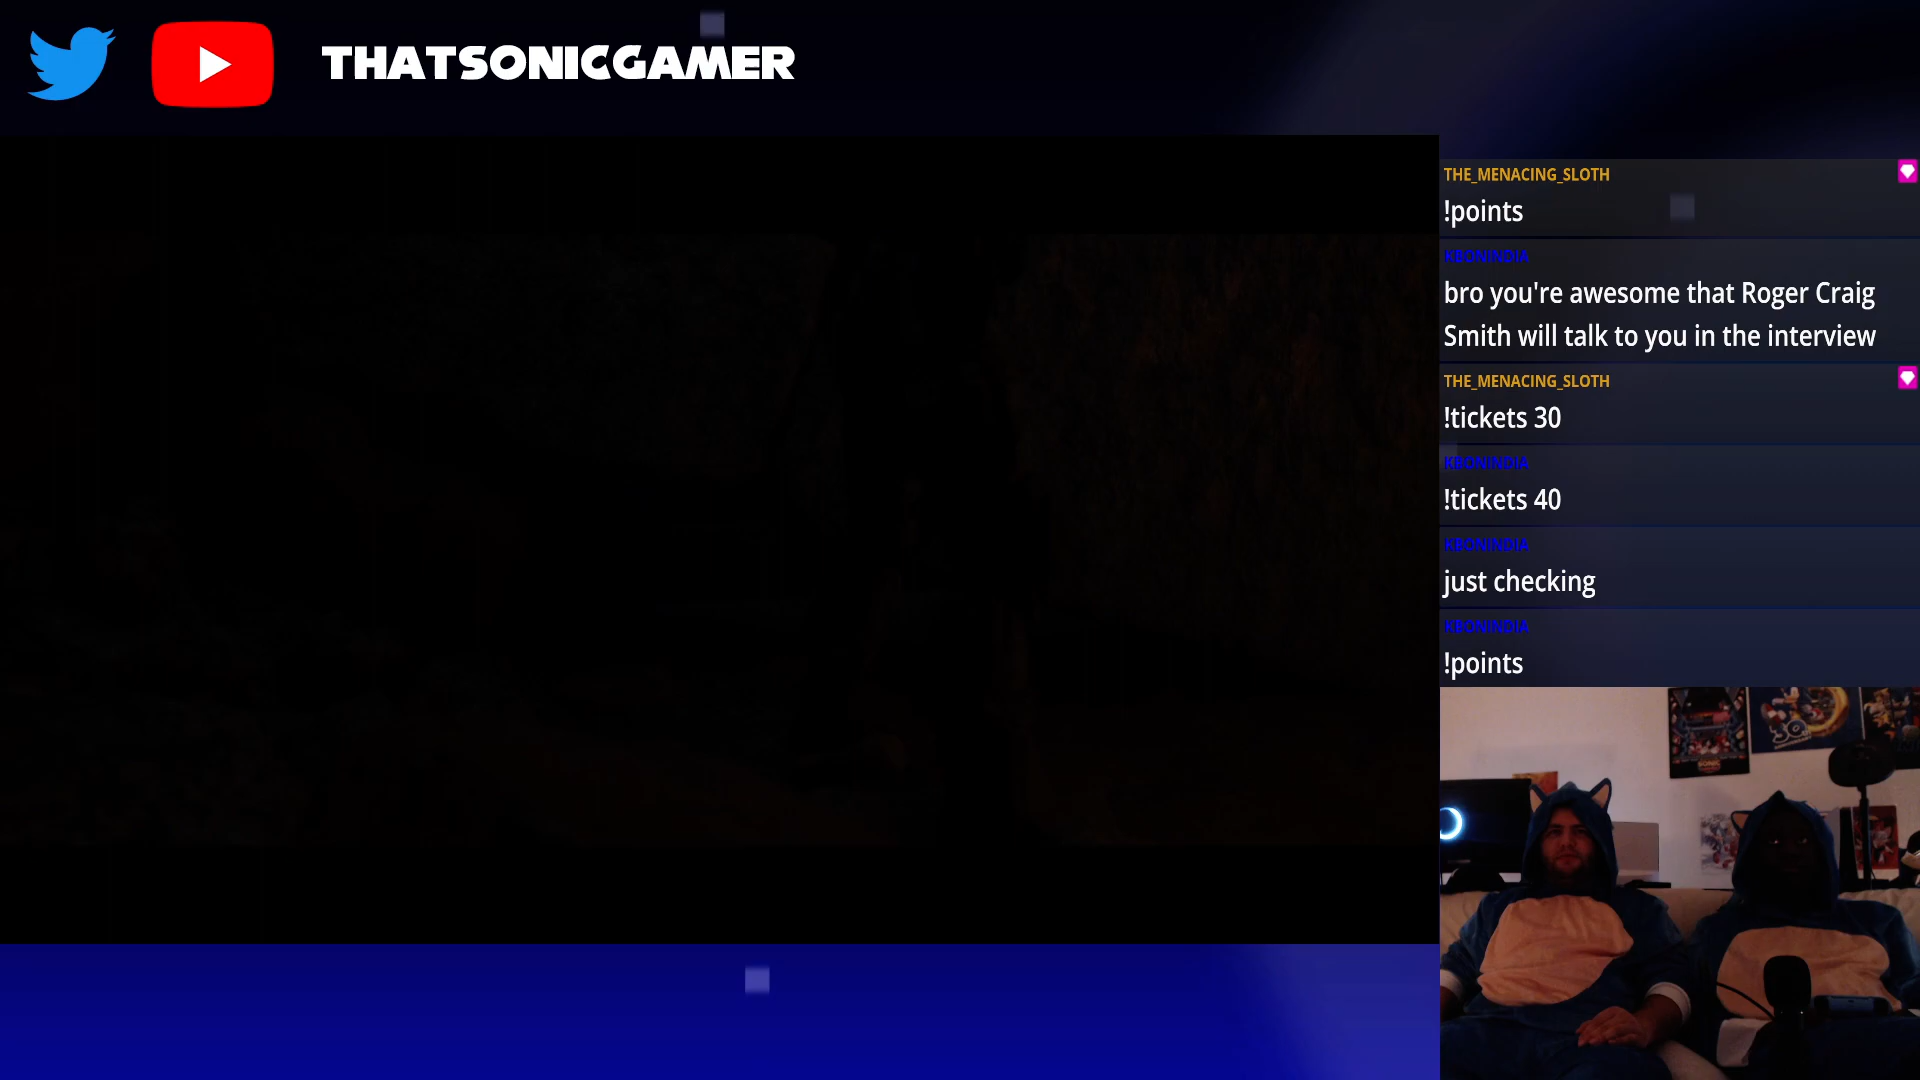 THATSONICGAMER
THE_MENACING_SLOTH
!points
KBONINDIA
bro you're awesome that Roger Craig
Smith will talk to you in the interview
THE_MENACING_SLOTH
!tickets 30
KBONINDIA
!tickets 40
KBONINDIA
just checking
KBONINDIA
!points